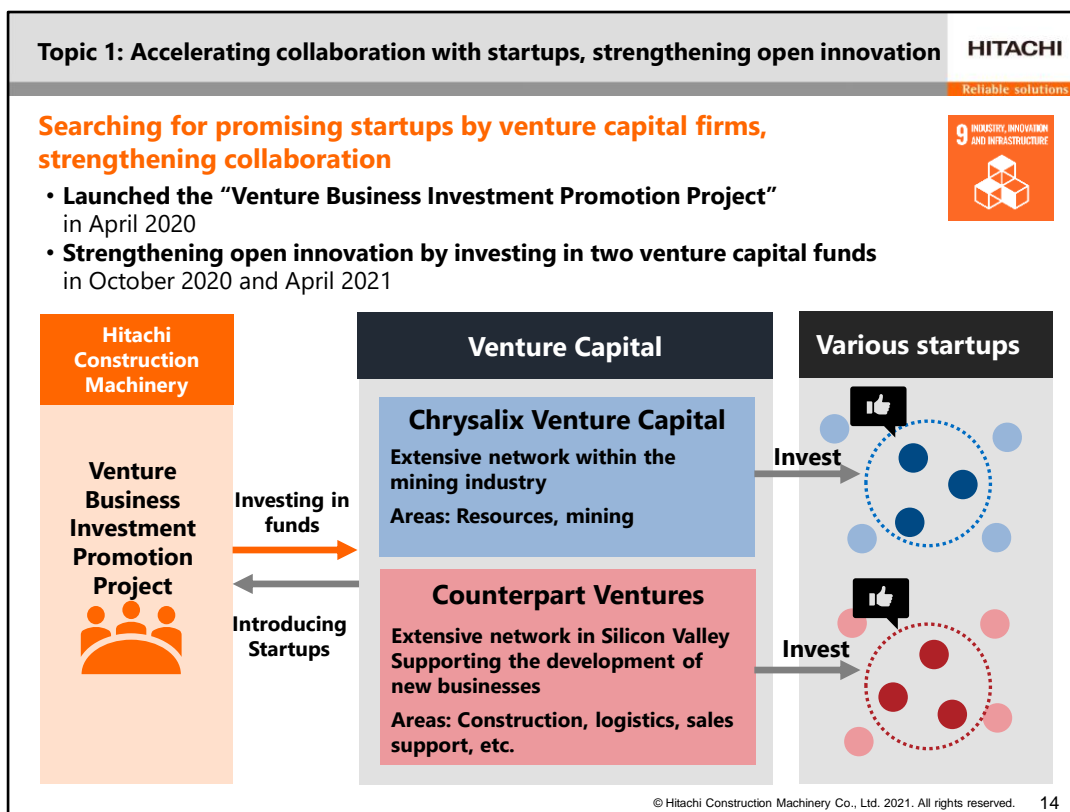 Topic 1: Accelerating collaboration with startups, strengthening open innovation
HITACHI
Reliable solutions
Searching for promising startups by venture capital firms,
strengthening collaboration
9 INDUSTRY, INNOVATION
AND INFRASTRUCTURE
• Launched the “Venture Business Investment Promotion Project”
in April 2020
• Strengthening open innovation by investing in two venture capital funds
in October 2020 and April 2021
Hitachi
Construction
Machinery
Venture
Business
Investment
Promotion
Project
Investing in
funds
Introducing
Startups
Venture Capital
Chrysalix Venture Capital
Extensive network within the
mining industry
Areas: Resources, mining
Counterpart Ventures
Extensive network in Silicon Valley
Supporting the development of
new businesses
Areas: Construction, logistics, sales
support, etc.
Invest
Invest
Various startups
© Hitachi Construction Machinery Co., Ltd. 2021. All rights reserved.
14